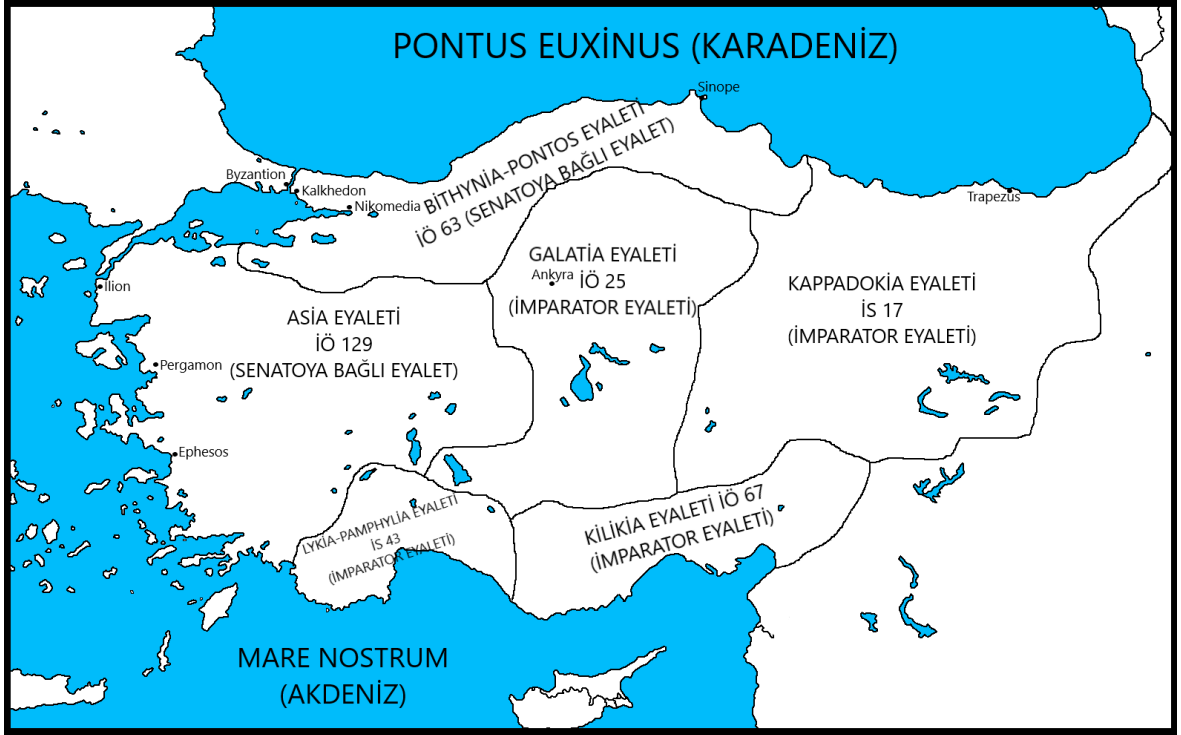 PONTUS EUXİNUS (KARADENİZ)
Sinope
BİTHYNİA-PONTOS EYALETİ
İÖ 63 (SENATOYA BAĞLI EYALET)
Byzantion
Kalkhedon
Nikomedia
Trapezus
GALATİA EYALETİ
Ankyra
İÖ 25
(İMPARATOR EYALETİ)
KAPPADOKİA EYALETİ
İS 17
(İMPARATOR EYALETİ)
İlion
ASİA EYALETİ
İÖ 129
(SENATOYA BAĞLI EYALET)
Pergamon
Ephesos
LYKİA-PAMPHYLİA EYALETİ
İS 43
(İMPARATOR EYALETİ)
KİLİKİA EYALETİ İÖ 67
(İMPARATOR EYALETİ)
MARE NOSTRUM
(AKDENİZ)